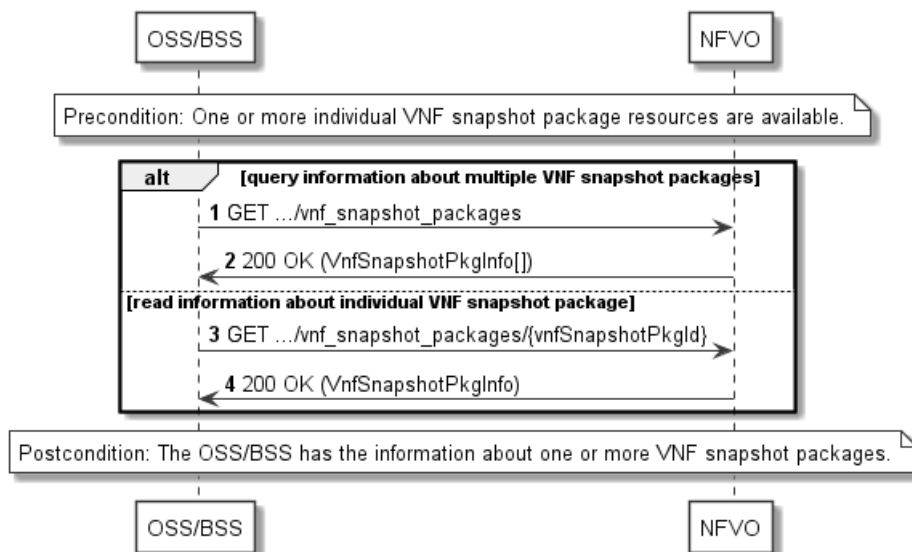 OSS/BSS NFVO
Precondition: One or more individual VNF snapshot package resources are available.
alt [query information about multiple VNF snapshot packages]
1 GET .../vnf_snapshot_packages
2 200 OK (VnfSnapshotPkgInfo[])
[read information about individual VNF snapshot package]
3 GET .../vnf_snapshot_packages/{vnfSnapshotPkgId}
4 200 OK (VnfSnapshotPkgInfo)
Postcondition: The OSS/BSS has the information about one or more VNF snapshot packages.
OSS/BSS NFVO